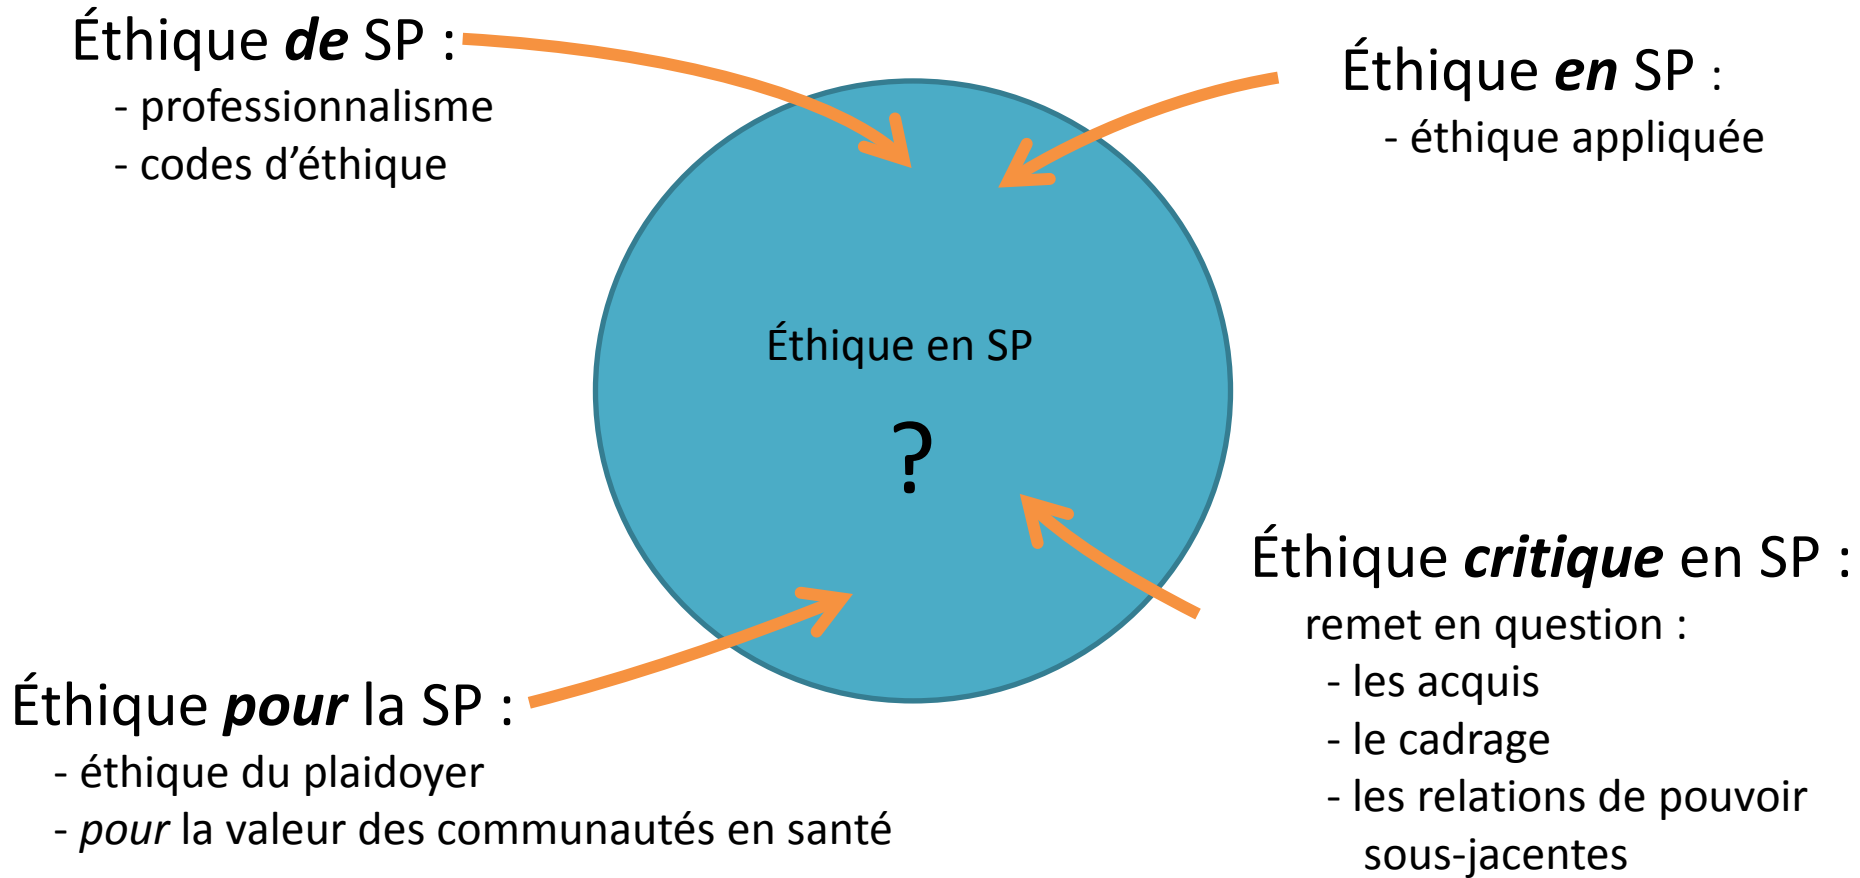 Éthique de SP :
- professionnalisme
- codes d’éthique
Éthique en SP :
- éthique appliquée
Éthique en SP
?
Éthique pour la SP :
- éthique du plaidoyer
- pour la valeur des communautés en santé
Éthique critique en SP :
remet en question :
- les acquis
- le cadrage
- les relations de pouvoir
sous-jacentes